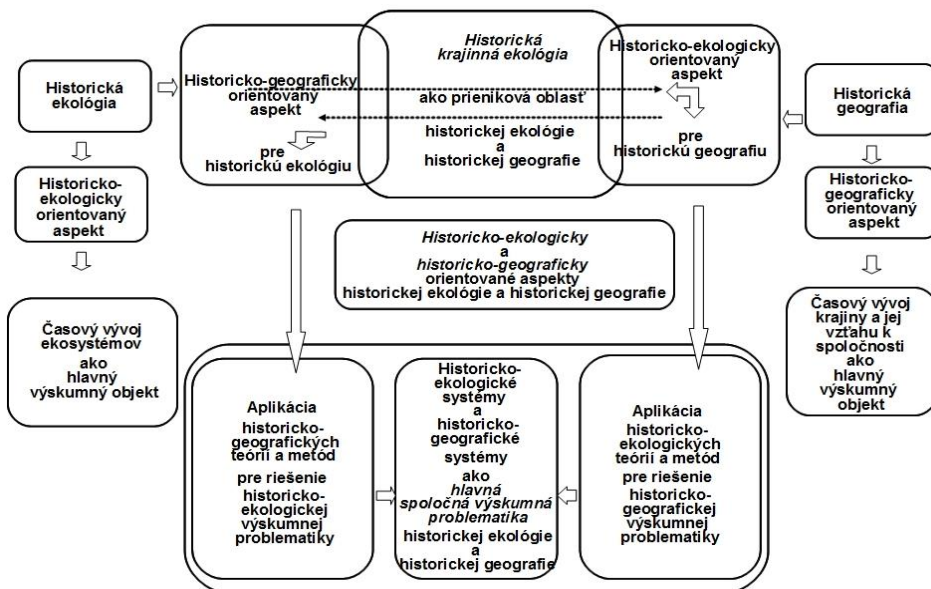 Historická
ekológia
Historicko-
ekologicky
orientovaný
aspekt
Časový vývoj
ekosystémov
ako
hlavný
výskumný objekt
Historicko-geograficky
orientovaný
aspekt
pre
historickú ekológiu
Historická
krajinná ekológia
ako prieniková oblasť
historickej ekológie
a
historickej geografie
Historicko-ekologicky
orientovaný
aspekt
pre
historickú geografiu
Historická
geografia
Historicko-
geograficky
orientovaný
aspekt
Časový vývoj
krajiny a jej
vzťahu k
spoločnosti
ako
hlavný
výskumný
objekt
Historicko-ekologicky
a
historicko-geograficky
orientované aspekty
historickej ekológie a historickej geografie
Aplikácia
historicko-
geografických
teórií a metód
pre riešenie
historicko-
ekologickej
výskumnej
problematiky
Historicko-
ekologické
systémy
a
historicko-
geografické
systémy
ako
hlavná
spoločná výskumná
problematika
historickej ekológie
a
historickej geografie
Aplikácia
historicko-
ekologických
teórií a metód
pre riešenie
historicko-
geografickej
výskumnej
problematiky